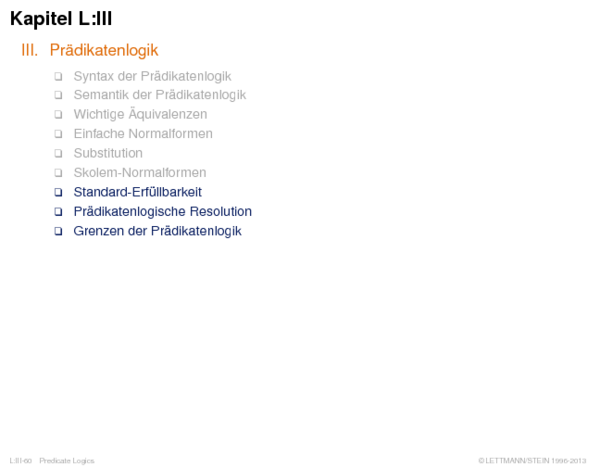 Kapitel L:III
III. Prädikatenlogik
❑ Syntax der Prädikatenlogik
❑ Semantik der Prädikatenlogik
❑ Wichtige Äquivalenzen
❑ Einfache Normalformen
❑ Substitution
❑ Skolem-Normalformen
❑ Standard-Erfüllbarkeit
❑ Prädikatenlogische Resolution
❑ Grenzen der Prädikatenlogik
L:III-60 Predicate Logics © LETTMANN/STEIN 1996-2013